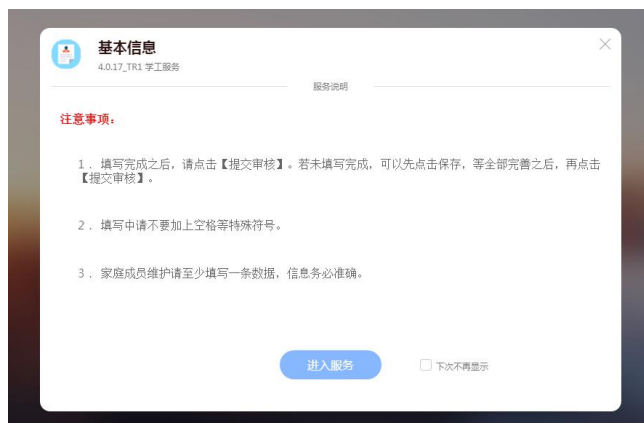 基本信息
4.0.17_TR1 学工服务
服务说明
注意事项：
1． 填写完成之后，请点击【提交审核】。若未填写完成，可以先点击保存，等全部完善之后，再点击
【提交审核】。
2． 填写中请不要加上空格等特殊符号。
3． 家庭成员维护请至少填写一条数据，信息务必准确。
进入服务
下次不再显示